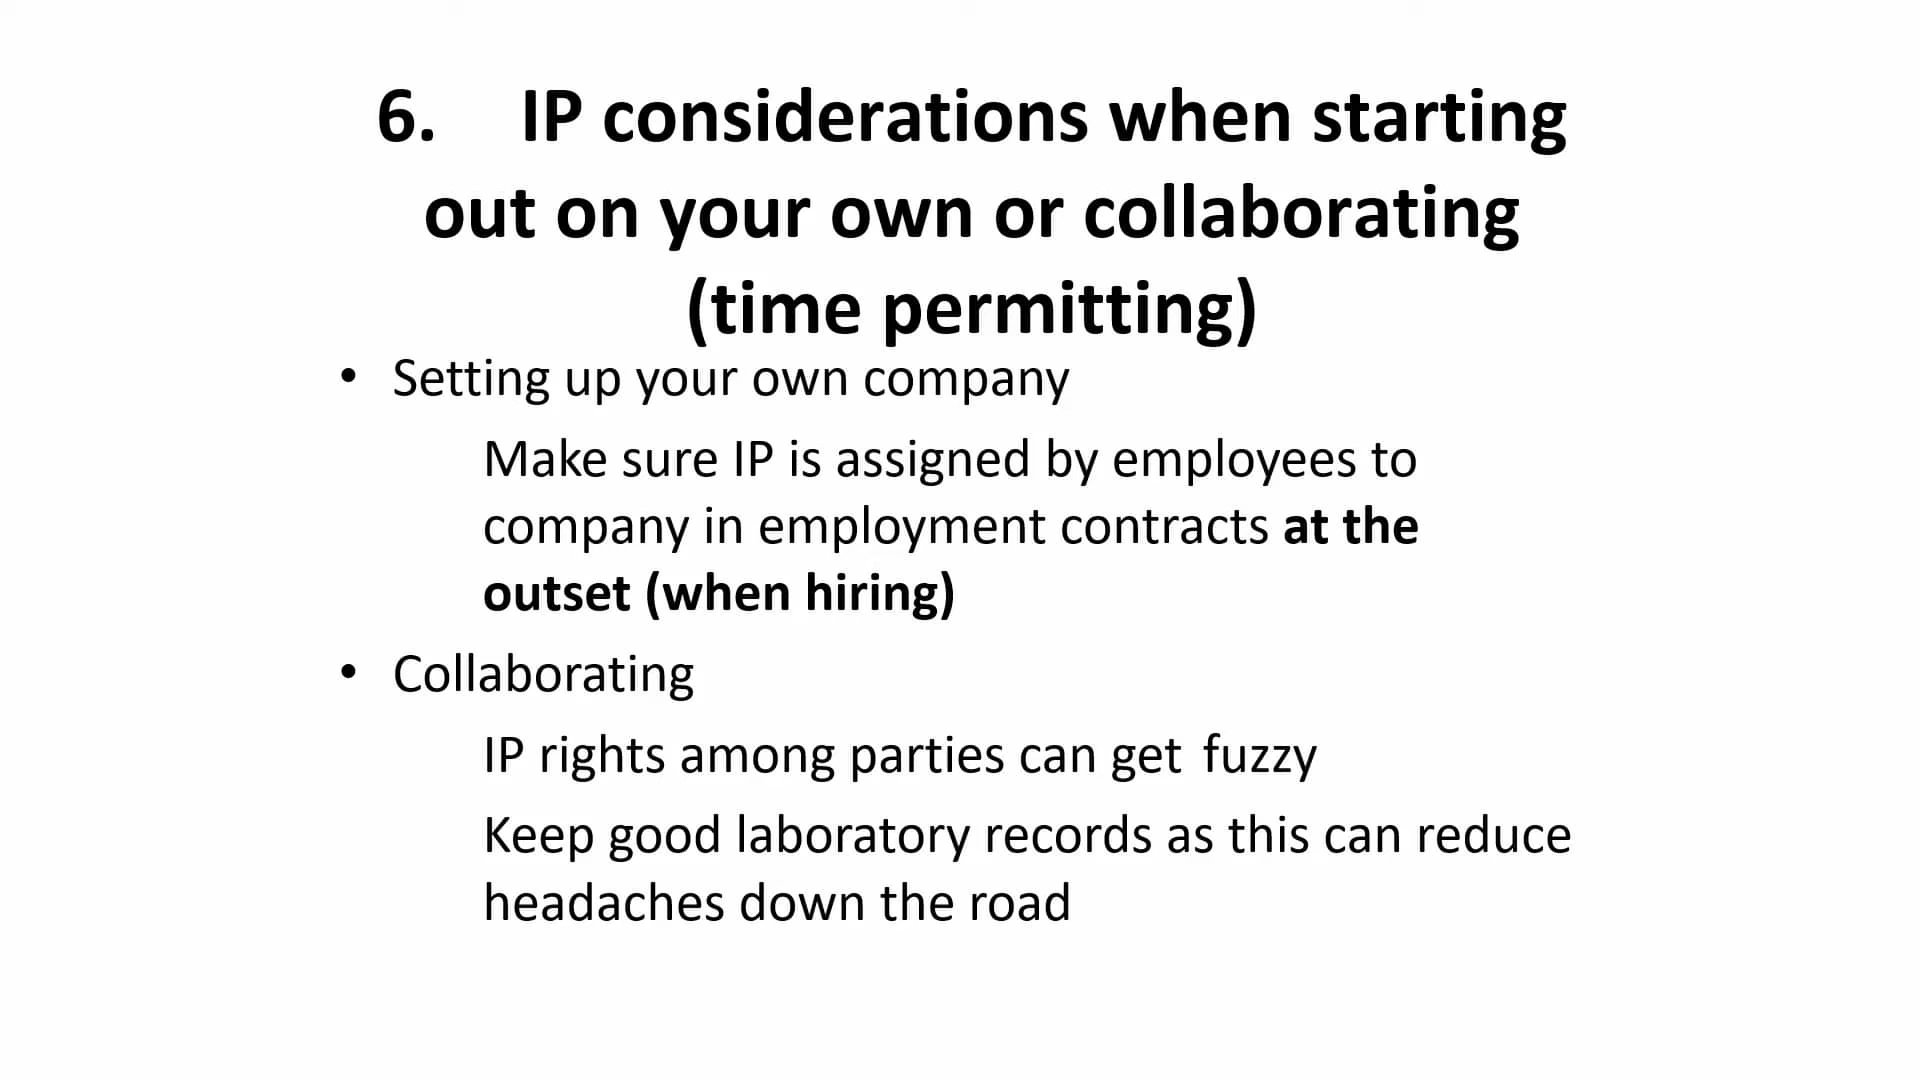 6. IP considerations when starting
out on your own or collaborating
(time permitting)
• Setting up your own company
Make sure IP is assigned by employees to
company in employment contracts at the
outset (when hiring)
• Collaborating
IP rights among parties can get fuzzy
Keep good laboratory records as this can reduce
headaches down the road